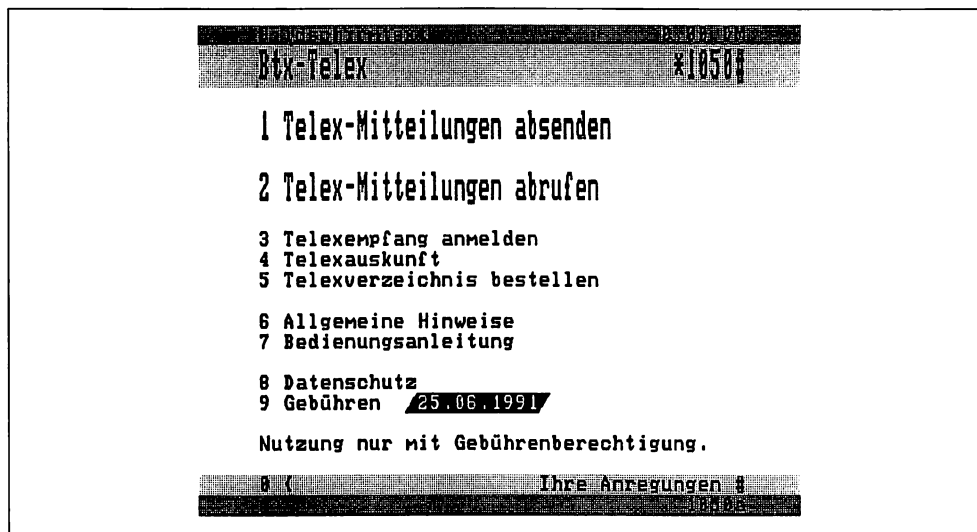 Btx-Telex *1050#
1 Telex-Mitteilungen absenden
2 Telex-Mitteilungen abrufen
3 Telexempfang anmelden
4 Telexauskunft
5 Telexverzeichnis bestellen
6 Allgemeine Hinweise
7 Bedienungsanleitung
8 Datenschutz
9 Gebühren 25.06.1991
Nutzung nur mit Gebührenberechtigung.
0 < Ihre Anregungen #